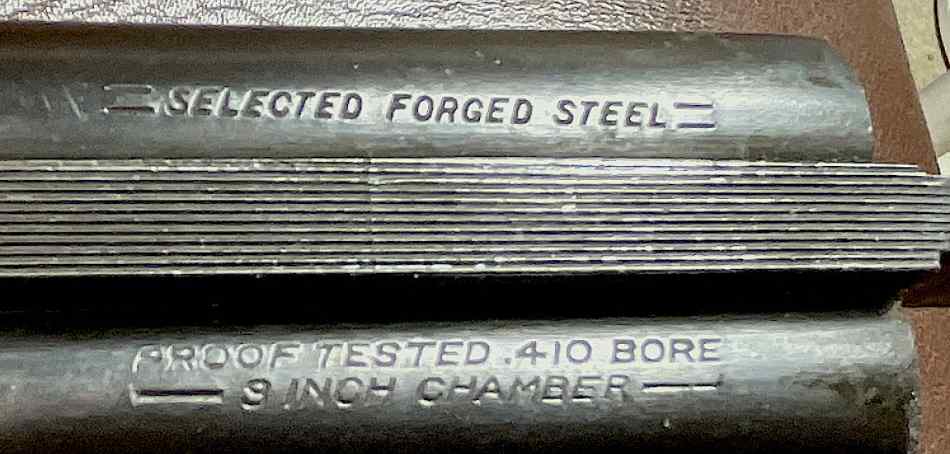 SELECTED FORGED STEEL
PROOF TESTED .410 BORE
3 INCH CHAMBER